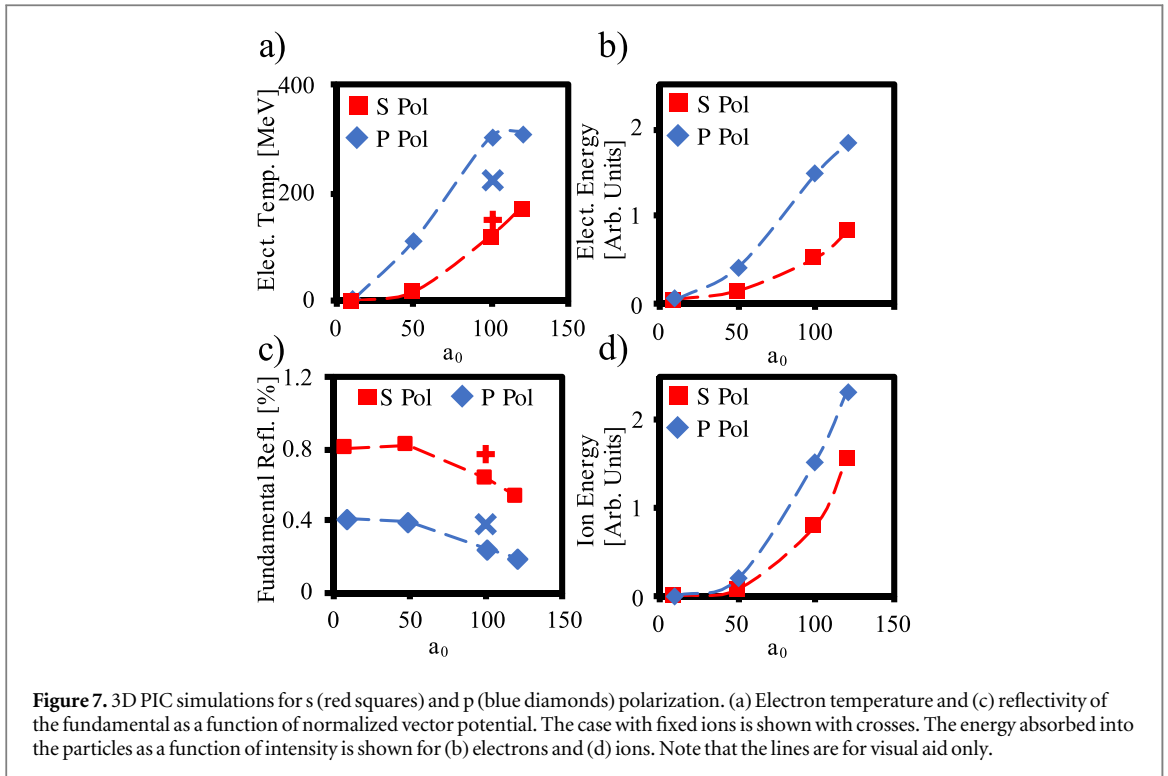 a)
400
200
0
Elect. Temp. [MeV]
S Pol
P Pol
0 50 100 150
a₀
b)
2
1
0
Elect. Energy
[Arb. Units]
S Pol
P Pol
0 50 100 150
a₀
c)
1.2
0.8
0.4
0
Fundamental Refl. [%]
S Pol P Pol
0 50 100 150
a₀
d)
2
1
0
Ion Energy
[Arb. Units]
S Pol
P Pol
0 50 100 150
a₀
Figure 7. 3D PIC simulations for s (red squares) and p (blue diamonds) polarization. (a) Electron temperature and (c) reflectivity of
the fundamental as a function of normalized vector potential. The case with fixed ions is shown with crosses. The energy absorbed into
the particles as a function of intensity is shown for (b) electrons and (d) ions. Note that the lines are for visual aid only.